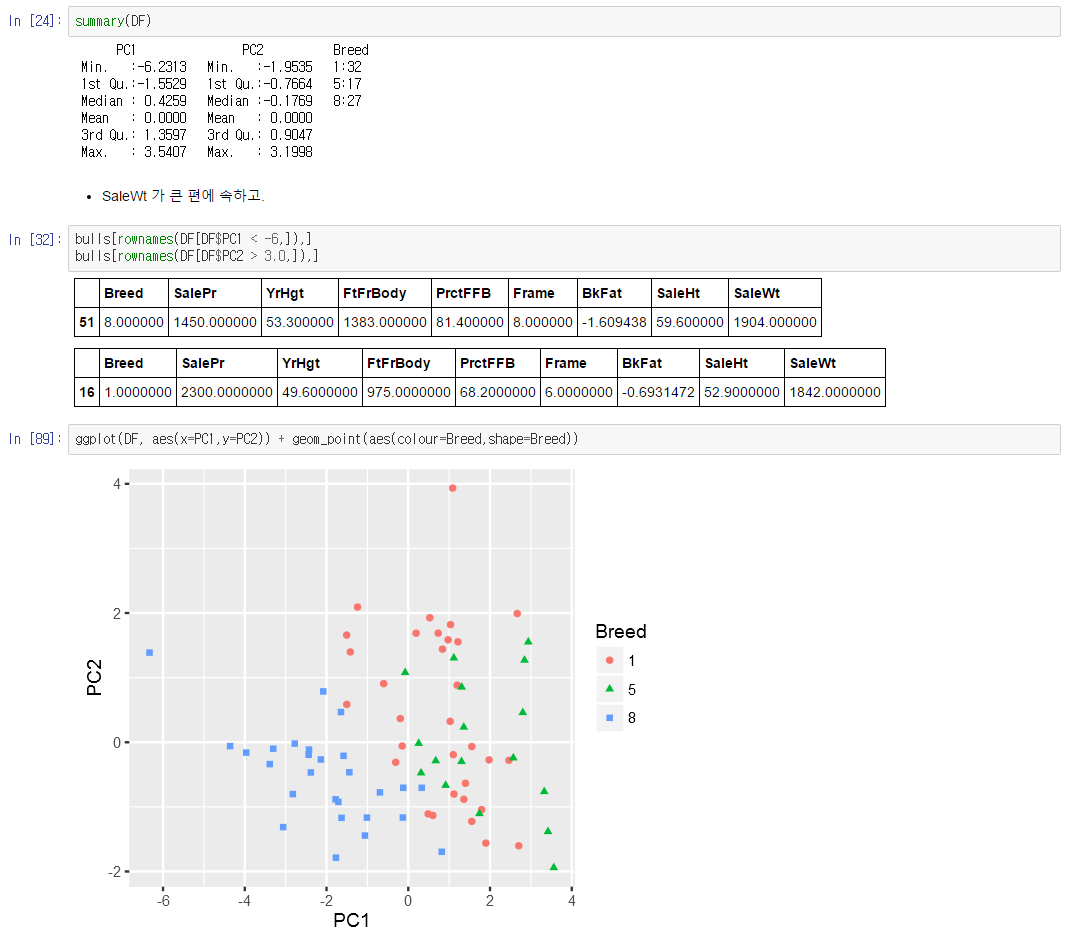 In [24]: summary(DF)
PC1 PC2 Breed
Min. :-6.2313 Min. :-1.9535 1:32
1st Qu.:-1.5529 1st Qu.:-0.7664 5:17
Median : 0.4259 Median :-0.1769 8:27
Mean : 0.0000 Mean : 0.0000
3rd Qu.: 1.3597 3rd Qu.: 0.9047
Max. : 3.5407 Max. : 3.1998
• SaleWt 가 큰 편에 속하고.
In [32]: bulls[rownames(DF[DF$PC1 < -6,]),]
bulls[rownames(DF[DF$PC2 > 3.0,]),]
Breed SalePr YrHgt FtFrBody PrctFFB Frame BkFat SaleHt SaleWt
51 8.000000 1450.000000 53.300000 1383.000000 81.400000 8.000000 -1.609438 59.600000 1904.000000
Breed SalePr YrHgt FtFrBody PrctFFB Frame BkFat SaleHt SaleWt
16 1.0000000 2300.0000000 49.6000000 975.0000000 68.2000000 6.0000000 -0.6931472 52.9000000 1842.0000000
In [89]: ggplot(DF, aes(x=PC1,y=PC2)) + geom_point(aes(colour=Breed,shape=Breed))
4
2
0
-2
PC2
-6 -4 -2 0 2 4
PC1
Breed
1
5
8